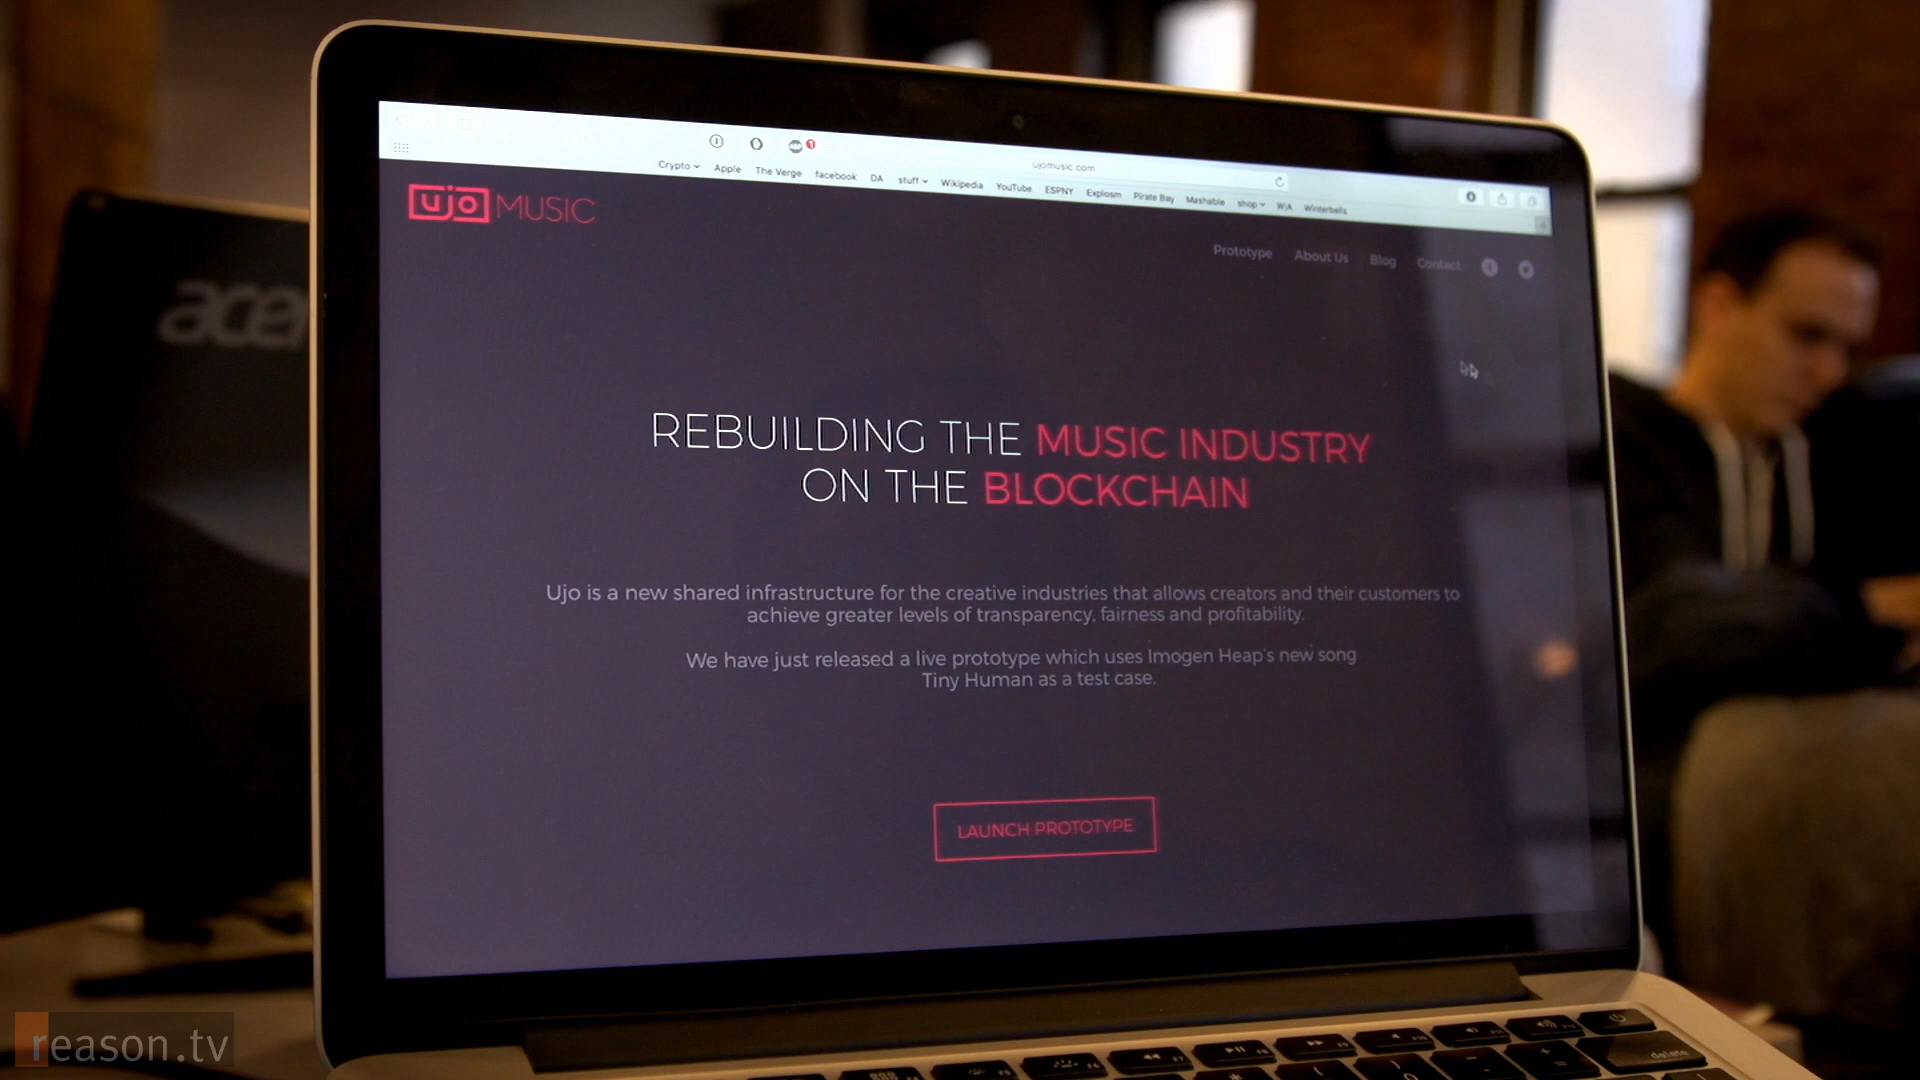 ujomusic.com
Crypto Apple The Verge facebook DA stuff Wikipedia YouTube ESPNY Explosm Pirate Bay Mashable shop W|A Winterbells
ujo MUSIC
Prototype About Us Blog Contact
acer
REBUILDING THE MUSIC INDUSTRY
ON THE BLOCKCHAIN
Ujo is a new shared infrastructure for the creative industries that allows creators and their customers to
achieve greater levels of transparency, fairness and profitability.
We have just released a live prototype which uses Imogen Heap's new song
Tiny Human as a test case.
LAUNCH PROTOTYPE
reason.tv
delete